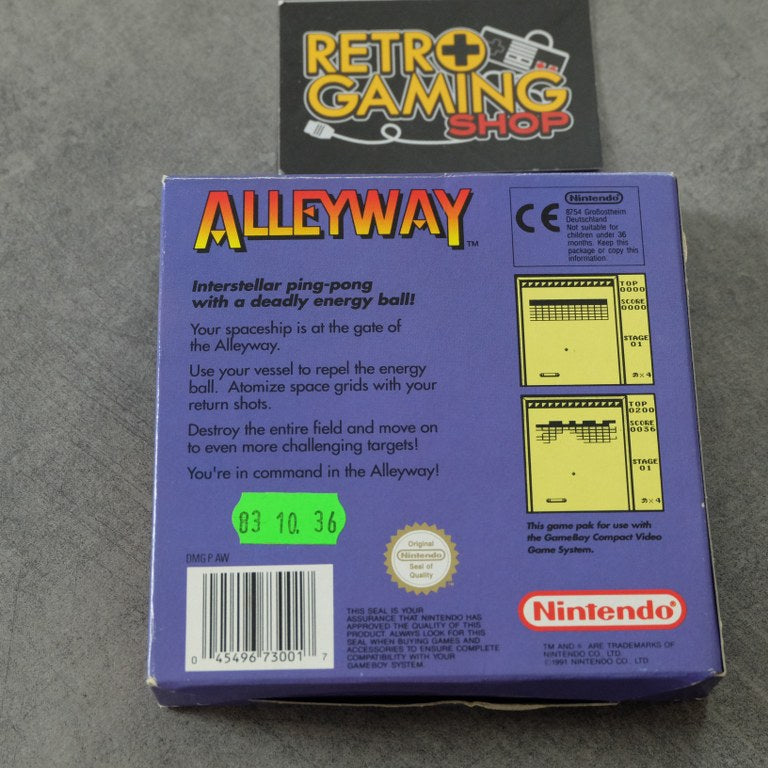 RETRO
GAMING
SHOP
ALLEYWAY™
Interstellar ping-pong
with a deadly energy ball!
Your spaceship is at the gate of
the Alleyway.
Use your vessel to repel the energy
ball. Atomize space grids with your
return shots.
Destroy the entire field and move on
to even more challenging targets!
You're in command in the Alleyway!
83 10. 36
DMG P AW
0 45496 73001 7
CE
Nintendo
8754 Großostheim
Deutschland
Not suitable for
children under 36
months. Keep this
package or copy this
information.
TOP
0000
SCORE
0000
STAGE
01
×4
TOP
0200
SCORE
0036
STAGE
01
×4
This game pak for use with
the GameBoy Compact Video
Game System.
Original
Nintendo
Seal of
Quality
THIS SEAL IS YOUR
ASSURANCE THAT NINTENDO HAS
APPROVED THE QUALITY OF THIS
PRODUCT. ALWAYS LOOK FOR THIS
SEAL WHEN BUYING GAMES AND
ACCESSORIES TO ENSURE COMPLETE
COMPATIBILITY WITH YOUR
GAMEBOY SYSTEM.
Nintendo®
TM AND ® ARE TRADEMARKS OF
NINTENDO CO., LTD.
©1991 NINTENDO CO., LTD.